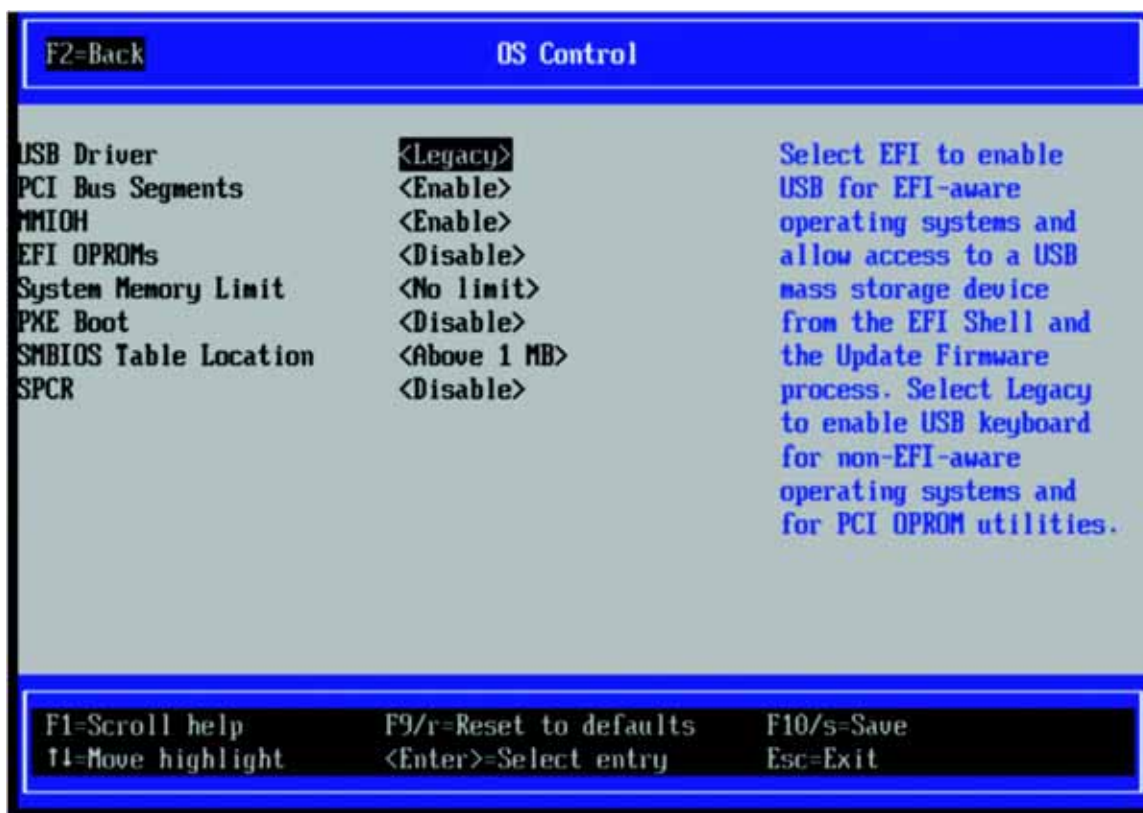 F2=Back
OS Control
USB Driver <Legacy>
PCI Bus Segments <Enable>
MMIOH <Enable>
EFI OPROMs <Disable>
System Memory Limit <No limit>
PXE Boot <Disable>
SMBIOS Table Location <Above 1 MB>
SPCR <Disable>
Select EFI to enable
USB for EFI-aware
operating systems and
allow access to a USB
mass storage device
from the EFI Shell and
the Update Firmware
process. Select Legacy
to enable USB keyboard
for non-EFI-aware
operating systems and
for PCI OPROM utilities.
F1=Scroll help F9/r=Reset to defaults F10/s=Save
↑↓=Move highlight <Enter>=Select entry Esc=Exit